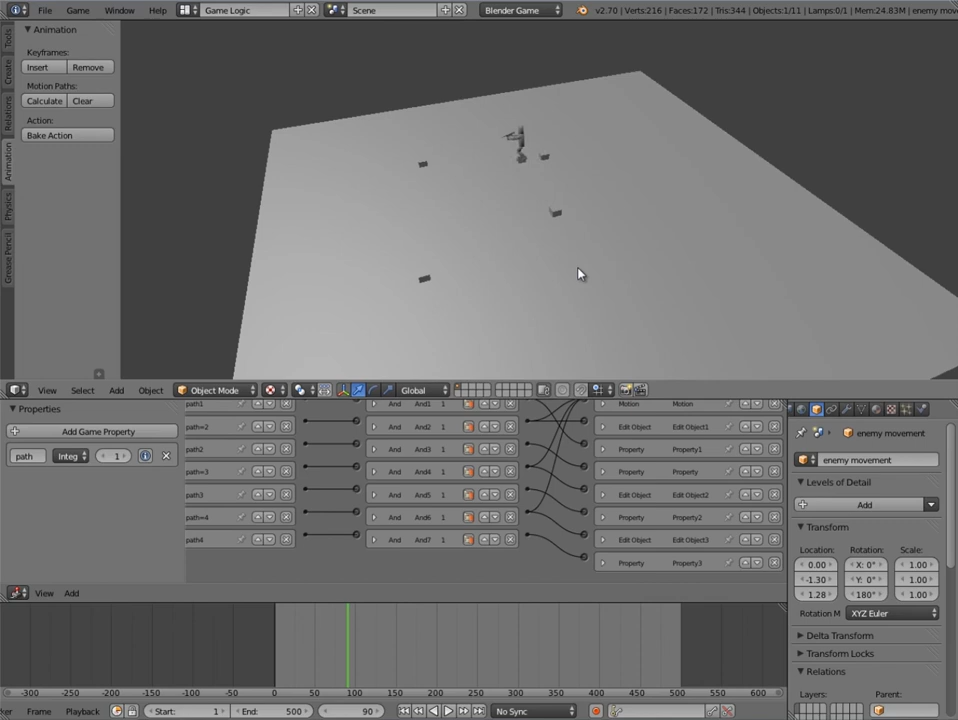 File Game Window Help Game Logic Scene Blender Game v2.70 | Verts:216 | Faces:172 | Tris:344 | Objects:1/11 | Lamps:0/1 | Mem:24.83M | enemy mov
Tools
Create
Relations
Animation
Physics
Grease Pencil
Animation
Keyframes:
Insert Remove
Motion Paths:
Calculate Clear
Action:
Bake Action
View Select Add Object Object Mode Global
Properties
Add Game Property
path Integ 1
path1 And And1 1 Motion Motion
path=2 And And2 1 Edit Object Edit Object1
path2 And And3 1 Property Property1
path=3 And And4 1 Property Property
path3 And And5 1 Edit Object Edit Object2
path=4 And And6 1 Property Property2
path4 And And7 1 Edit Object Edit Object3
Property Property3
enemy movement
enemy movement
Levels of Detail
Add
Transform
Location: Rotation: Scale:
0.00 X: 0° 1.00
-1.30 Y: 0° 1.00
1.28 180° 1.00
Rotation M XYZ Euler
Delta Transform
Transform Locks
Relations
Layers: Parent:
View Add
-300 -250 -200 -150 -100 -50 0 50 100 150 200 250 300 350 400 450 500 550 600
er Frame Playback Start: 1 End: 500 90 No Sync